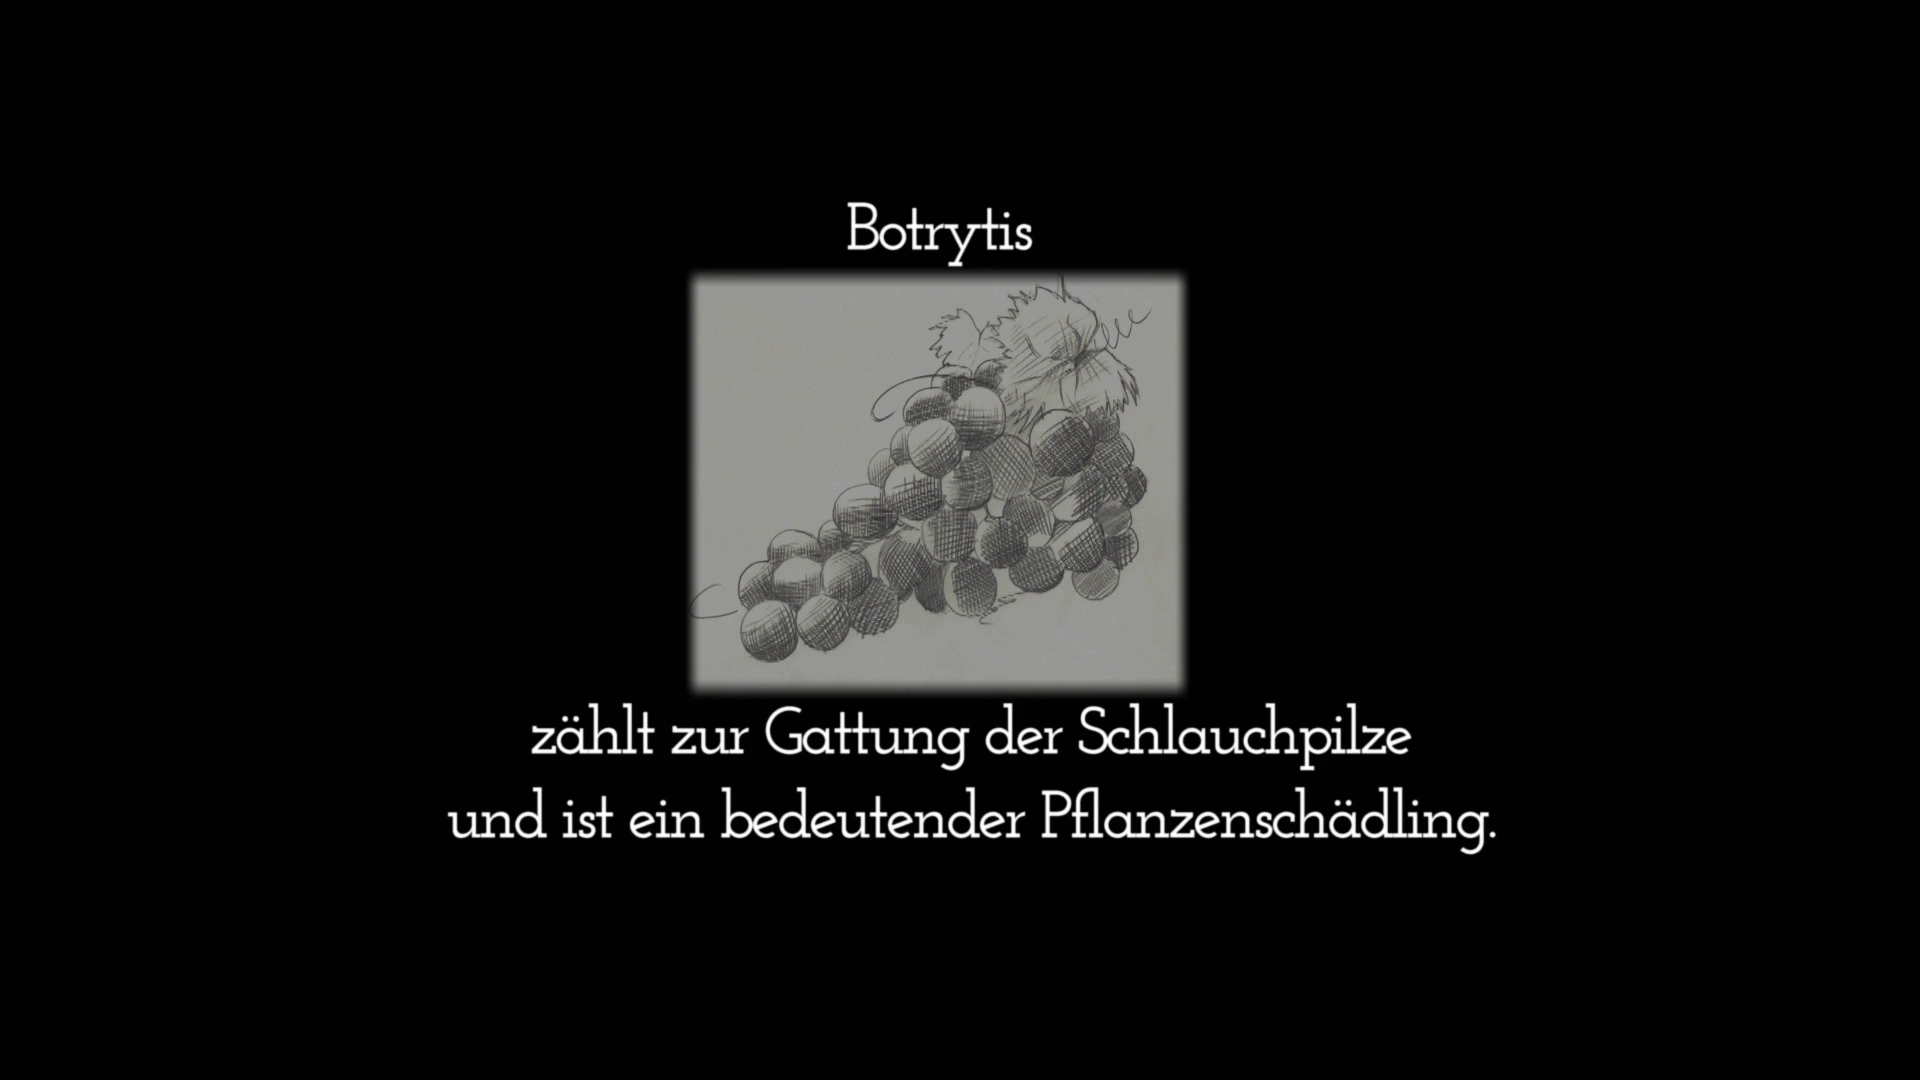 Botrytis
zählt zur Gattung der Schlauchpilze
und ist ein bedeutender Pflanzenschädling.